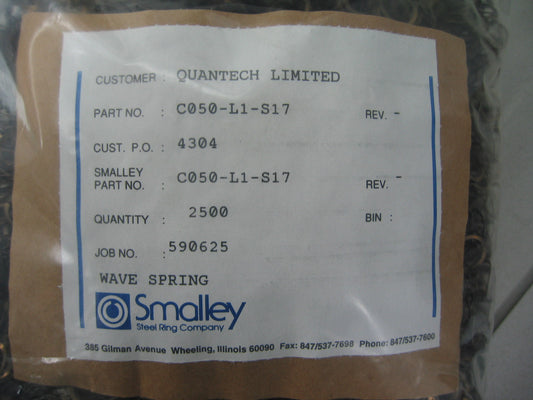 CUSTOMER : QUANTECH LIMITED
PART NO. : C050-L1-S17 REV. -
CUST. P.O. : 4304
SMALLEY
PART NO. : C050-L1-S17 REV. -
QUANTITY : 2500 BIN :
JOB NO. : 590625
WAVE SPRING
Smalley
Steel Ring Company
385 Gilman Avenue Wheeling, Illinois 60090 Fax: 847/537-7698 Phone: 847/537-7600